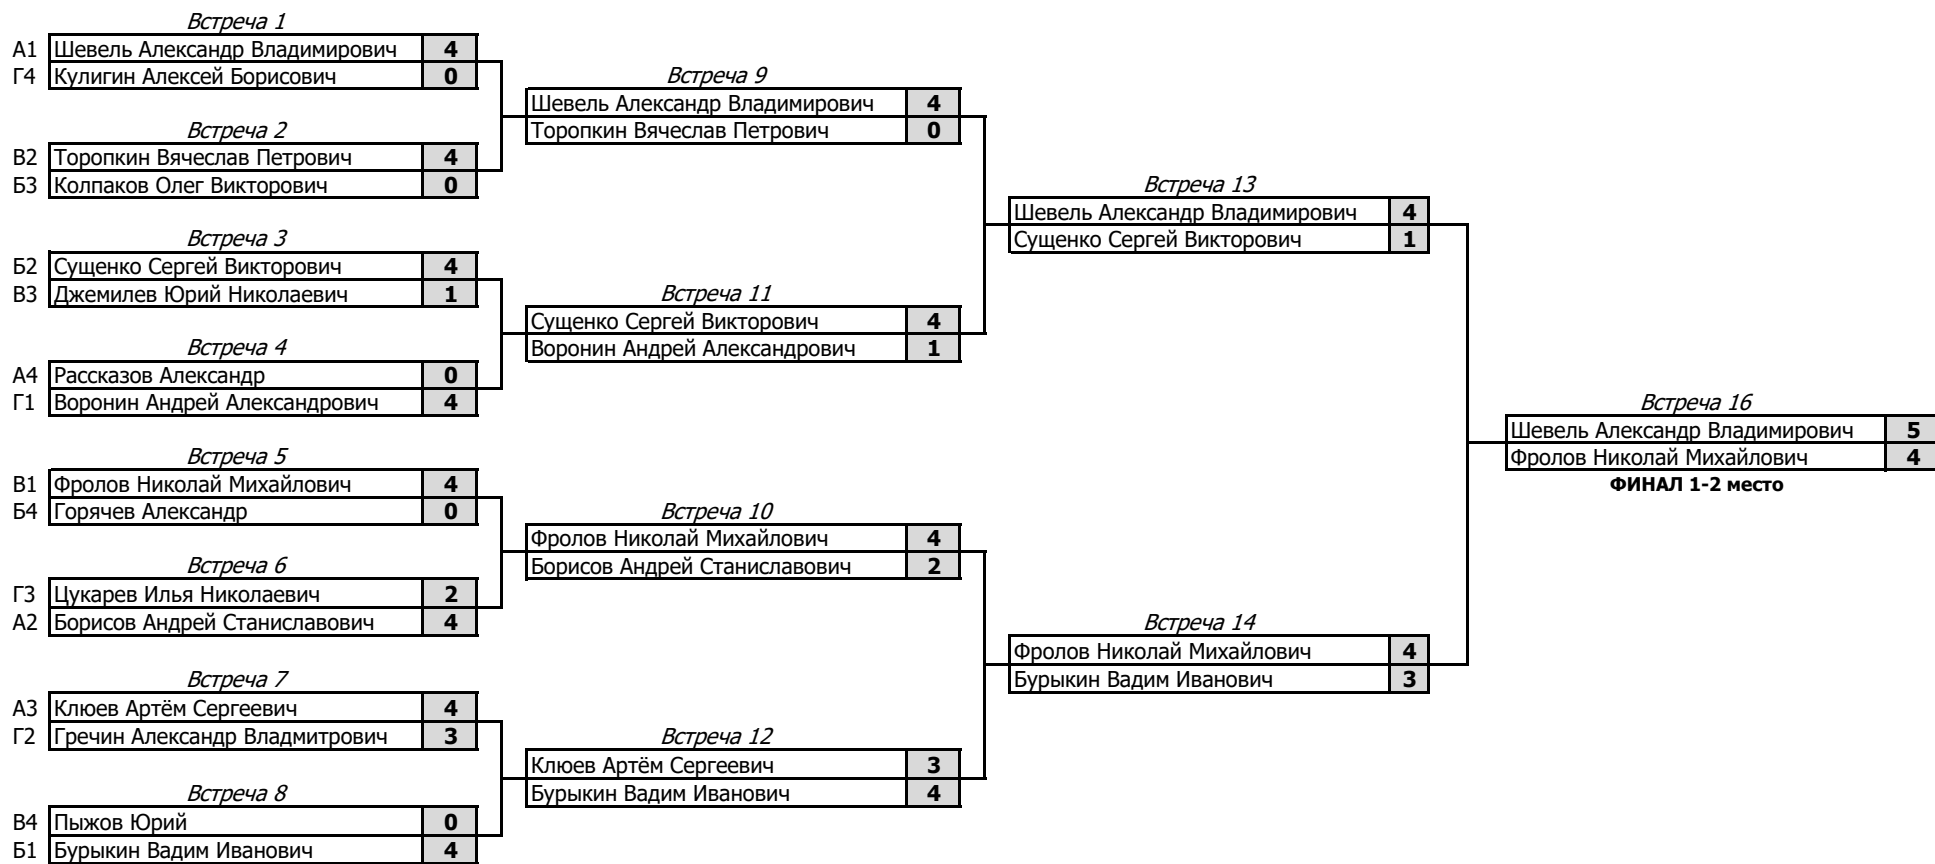 Встреча 1
А1 Шевель Александр Владимирович 4
Г4 Кулигин Алексей Борисович 0
Встреча 2
В2 Торопкин Вячеслав Петрович 4
Б3 Колпаков Олег Викторович 0
Встреча 3
Б2 Сущенко Сергей Викторович 4
В3 Джемилев Юрий Николаевич 1
Встреча 4
А4 Рассказов Александр 0
Г1 Воронин Андрей Александрович 4
Встреча 5
В1 Фролов Николай Михайлович 4
Б4 Горячев Александр 0
Встреча 6
Г3 Цукарев Илья Николаевич 2
А2 Борисов Андрей Станиславович 4
Встреча 7
А3 Клюев Артём Сергеевич 4
Г2 Гречин Александр Владмитрович 3
Встреча 8
В4 Пыжов Юрий 0
Б1 Бурыкин Вадим Иванович 4
Встреча 9
Шевель Александр Владимирович 4
Торопкин Вячеслав Петрович 0
Встреча 11
Сущенко Сергей Викторович 4
Воронин Андрей Александрович 1
Встреча 10
Фролов Николай Михайлович 4
Борисов Андрей Станиславович 2
Встреча 12
Клюев Артём Сергеевич 3
Бурыкин Вадим Иванович 4
Встреча 13
Шевель Александр Владимирович 4
Сущенко Сергей Викторович 1
Встреча 14
Фролов Николай Михайлович 4
Бурыкин Вадим Иванович 3
Встреча 16
Шевель Александр Владимирович 5
Фролов Николай Михайлович 4
ФИНАЛ 1-2 место